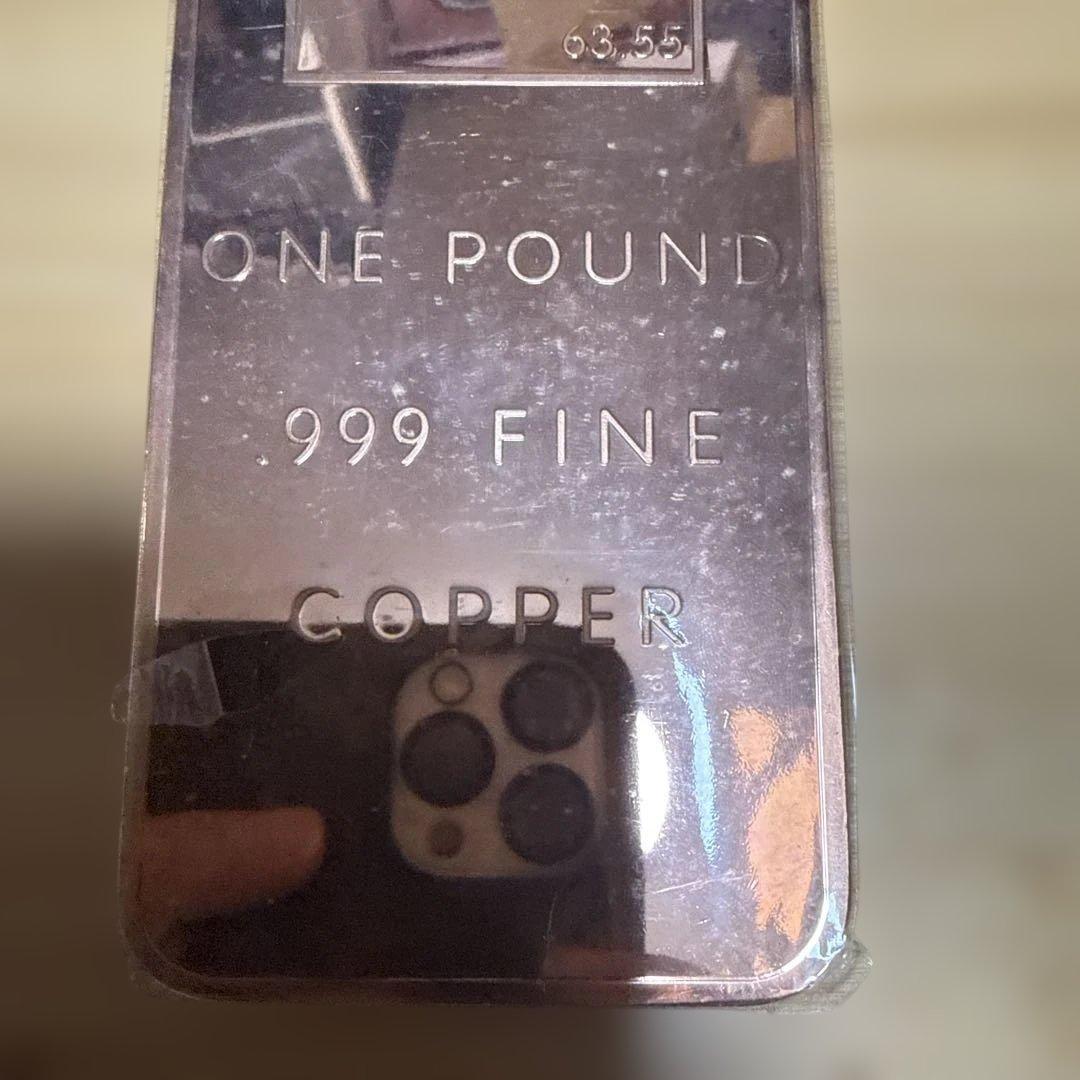 63.55
ONE POUND
.999 FINE
COPPER